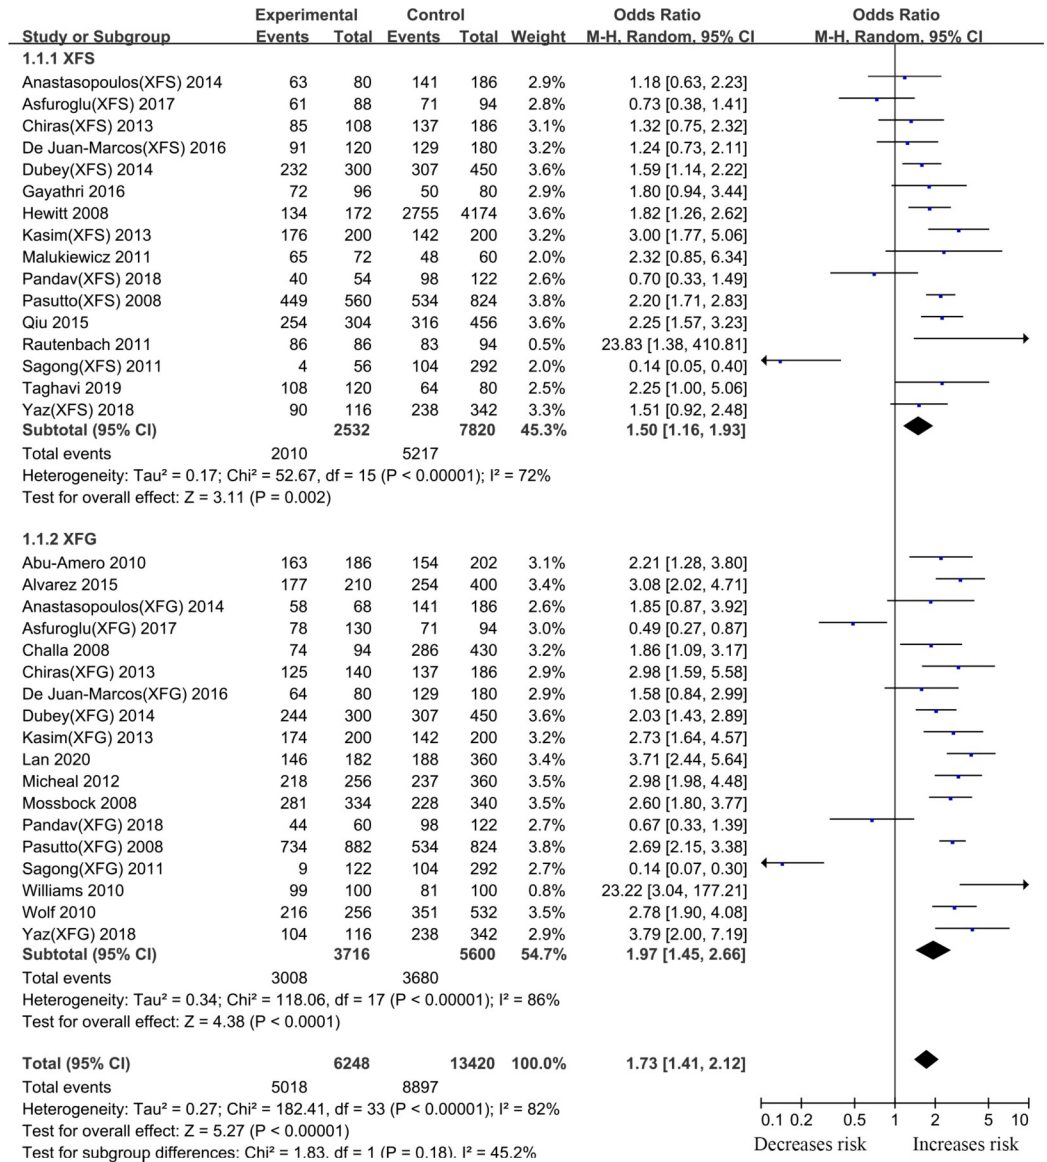 Experimental Control Odds Ratio Odds Ratio
Study or Subgroup Events Total Events Total Weight M-H, Random, 95% CI M-H, Random, 95% CI
1.1.1 XFS
Anastasopoulos(XFS) 2014 63 80 141 186 2.9% 1.18 [0.63, 2.23]
Asfuroglu(XFS) 2017 61 88 71 94 2.8% 0.73 [0.38, 1.41]
Chiras(XFS) 2013 85 108 137 186 3.1% 1.32 [0.75, 2.32]
De Juan-Marcos(XFS) 2016 91 120 129 180 3.2% 1.24 [0.73, 2.11]
Dubey(XFS) 2014 232 300 307 450 3.6% 1.59 [1.14, 2.22]
Gayathri 2016 72 96 50 80 2.9% 1.80 [0.94, 3.44]
Hewitt 2008 134 172 2755 4174 3.6% 1.82 [1.26, 2.62]
Kasim(XFS) 2013 176 200 142 200 3.2% 3.00 [1.77, 5.06]
Malukiewicz 2011 65 72 48 60 2.0% 2.32 [0.85, 6.34]
Pandav(XFS) 2018 40 54 98 122 2.7% 0.70 [0.33, 1.49]
Pasutto(XFS) 2008 449 560 534 824 3.8% 2.20 [1.71, 2.83]
Qiu 2015 254 304 316 456 3.6% 2.25 [1.57, 3.23]
Rautenbach 2011 86 86 83 94 0.5% 23.83 [1.38, 410.81]
Sagong(XFS) 2011 4 56 104 292 2.0% 0.14 [0.05, 0.40]
Taghavi 2019 108 120 64 80 2.5% 2.25 [1.00, 5.06]
Yaz(XFS) 2018 90 116 238 342 3.3% 1.51 [0.92, 2.48]
Subtotal (95% CI) 2532 7820 45.3% 1.50 [1.16, 1.93]
Total events 2010 5217
Heterogeneity: Tau² = 0.17; Chi² = 52.67, df = 15 (P < 0.00001); I² = 72%
Test for overall effect: Z = 3.11 (P = 0.002)
1.1.2 XFG
Abu-Amero 2010 163 186 154 202 3.1% 2.21 [1.28, 3.80]
Alvarez 2015 177 210 254 400 3.4% 3.08 [2.02, 4.71]
Anastasopoulos(XFG) 2014 58 68 141 186 2.6% 1.85 [0.87, 3.92]
Asfuroglu(XFG) 2017 78 130 71 94 3.0% 0.49 [0.27, 0.87]
Challa 2008 74 94 286 430 3.2% 1.86 [1.09, 3.17]
Chiras(XFG) 2013 125 140 137 186 2.9% 2.98 [1.59, 5.58]
De Juan-Marcos(XFG) 2016 64 80 129 180 2.9% 1.58 [0.84, 2.99]
Dubey(XFG) 2014 244 300 307 450 3.6% 2.03 [1.43, 2.89]
Kasim(XFG) 2013 174 200 142 200 3.2% 2.73 [1.64, 4.57]
Lan 2020 146 182 188 360 3.4% 3.71 [2.44, 5.64]
Micheal 2012 218 256 237 360 3.5% 2.98 [1.98, 4.48]
Mossbock 2008 281 334 228 340 3.5% 2.60 [1.80, 3.77]
Pandav(XFG) 2018 44 60 98 122 2.7% 0.67 [0.33, 1.39]
Pasutto(XFG) 2008 734 882 534 824 3.8% 2.69 [2.15, 3.38]
Sagong(XFG) 2011 9 122 104 292 2.7% 0.14 [0.07, 0.30]
Williams 2010 99 100 81 100 0.8% 23.22 [3.04, 177.21]
Wolf 2010 216 256 351 532 3.5% 2.78 [1.90, 4.08]
Yaz(XFG) 2018 104 116 238 342 2.9% 3.79 [2.00, 7.19]
Subtotal (95% CI) 3716 5600 54.7% 1.97 [1.45, 2.66]
Total events 3008 3680
Heterogeneity: Tau² = 0.34; Chi² = 118.06, df = 17 (P < 0.00001); I² = 86%
Test for overall effect: Z = 4.38 (P < 0.0001)
Total (95% CI) 6248 13420 100.0% 1.73 [1.41, 2.12]
Total events 5018 8897
Heterogeneity: Tau² = 0.27; Chi² = 182.41, df = 33 (P < 0.00001); I² = 82%
Test for overall effect: Z = 5.27 (P < 0.00001)
Test for subgroup differences: Chi² = 1.83, df = 1 (P = 0.18), I² = 45.2%
0.1 0.2 0.5 1 2 5 10
Decreases risk Increases risk